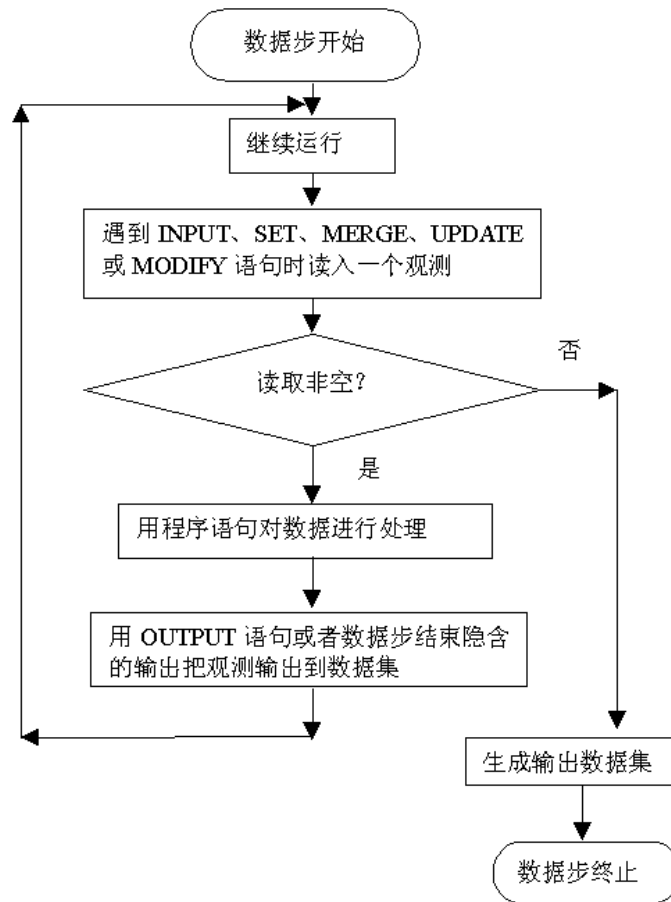 数据步开始
继续运行
遇到 INPUT、SET、MERGE、UPDATE
或 MODIFY 语句时读入一个观测
否
读取非空?
是
用程序语句对数据进行处理
用 OUTPUT 语句或者数据步结束隐含
的输出把观测输出到数据集
生成输出数据集
数据步终止